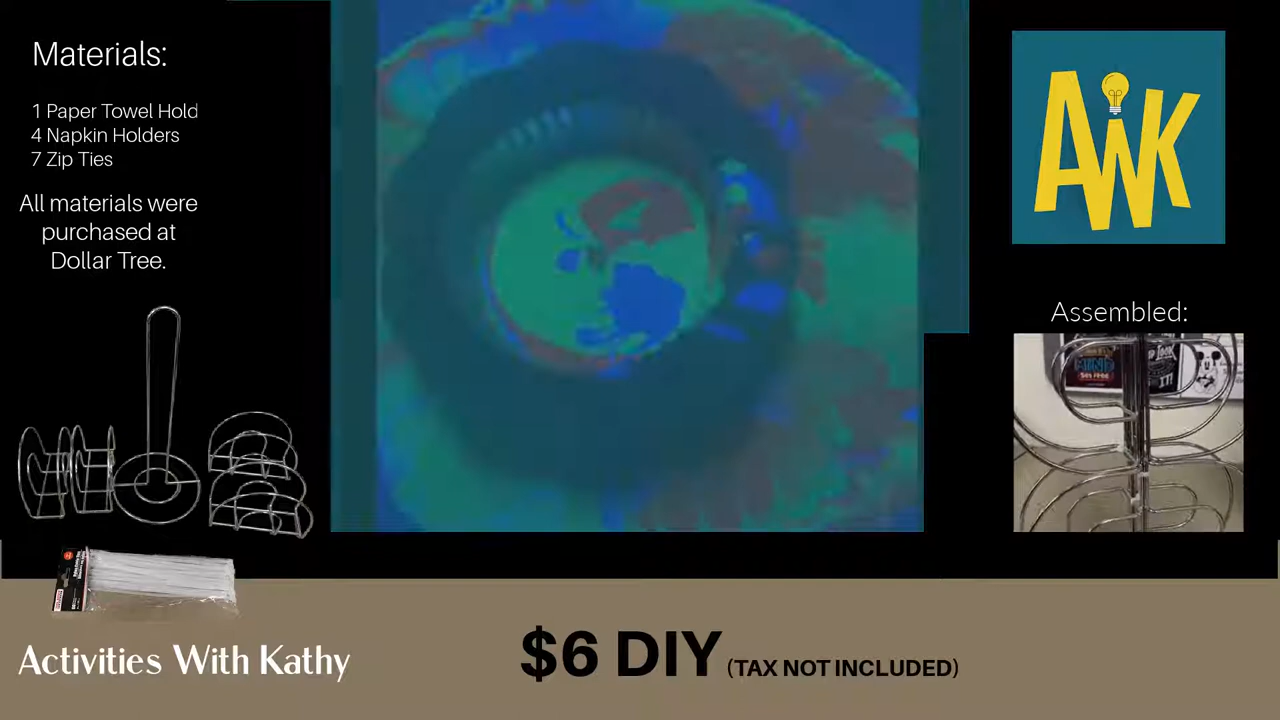 Materials:
1 Paper Towel Hold
4 Napkin Holders
7 Zip Ties
All materials were
purchased at
Dollar Tree.
AWK
Assembled:
Activities With Kathy
$6 DIY (TAX NOT INCLUDED)